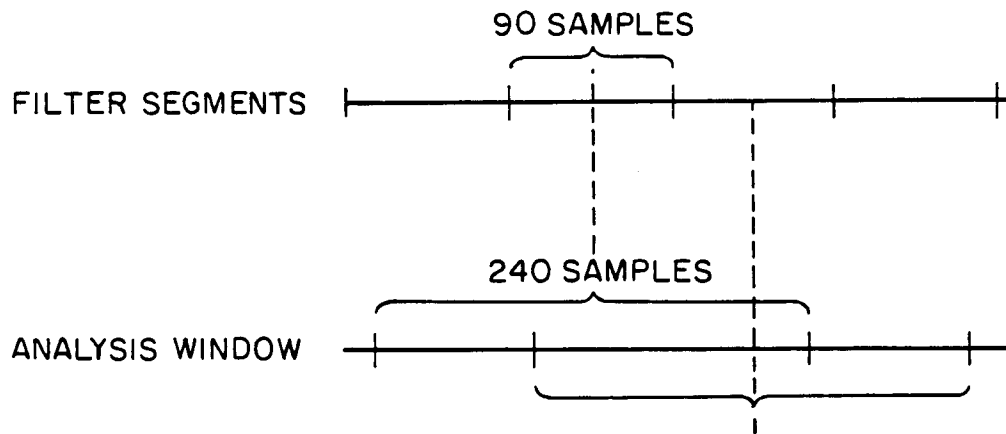 90 SAMPLES
FILTER SEGMENTS
240 SAMPLES
ANALYSIS WINDOW